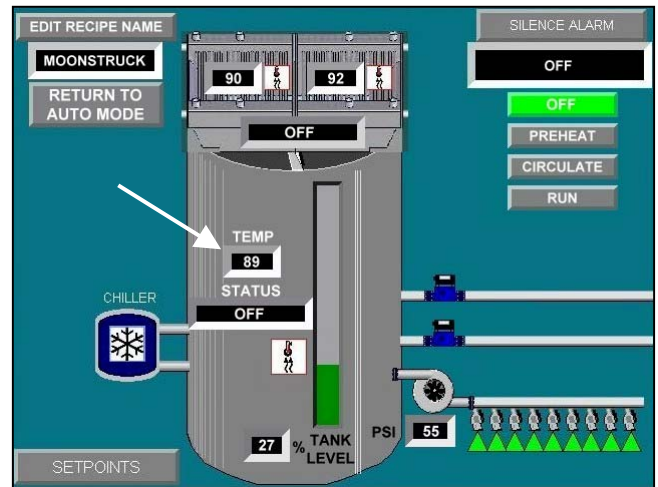 EDIT RECIPE NAME
MOONSTRUCK
RETURN TO
AUTO MODE
90
92
OFF
SILENCE ALARM
OFF
OFF
PREHEAT
CIRCULATE
RUN
TEMP
89
STATUS
OFF
CHILLER
27
%
TANK
LEVEL
PSI
55
SETPOINTS